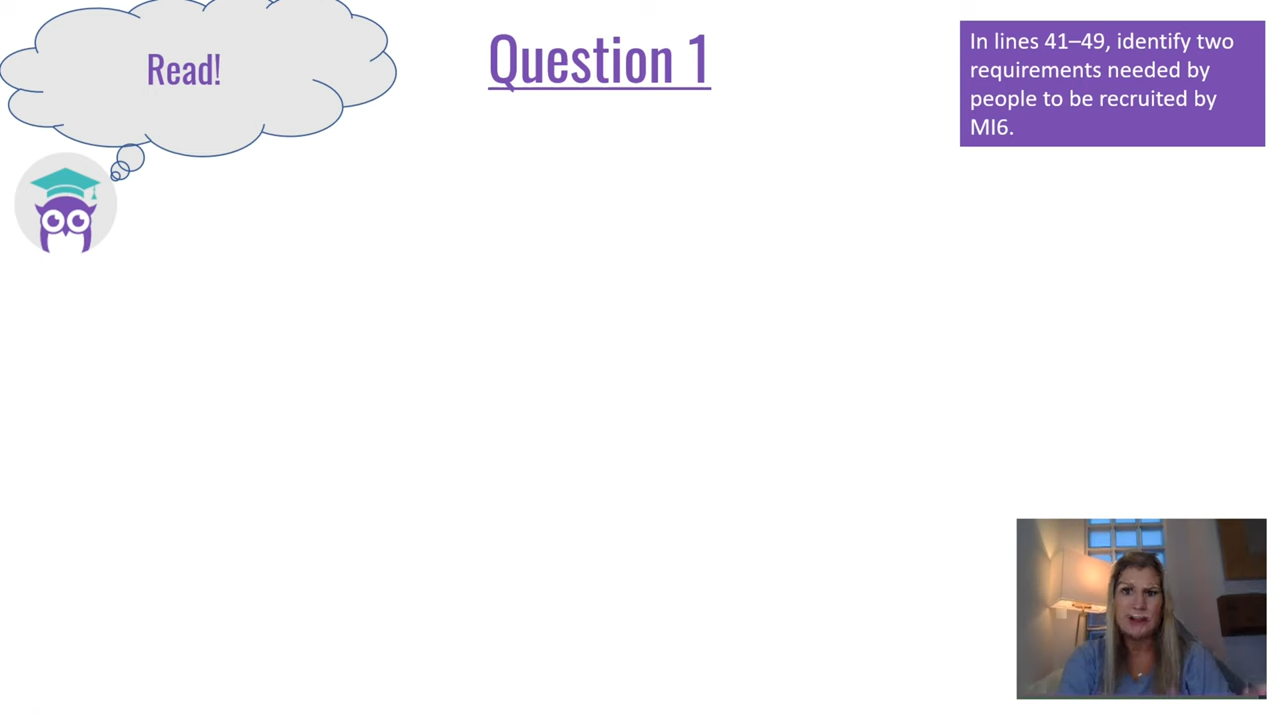 Read!
Question 1
In lines 41–49, identify two
requirements needed by
people to be recruited by
MI6.